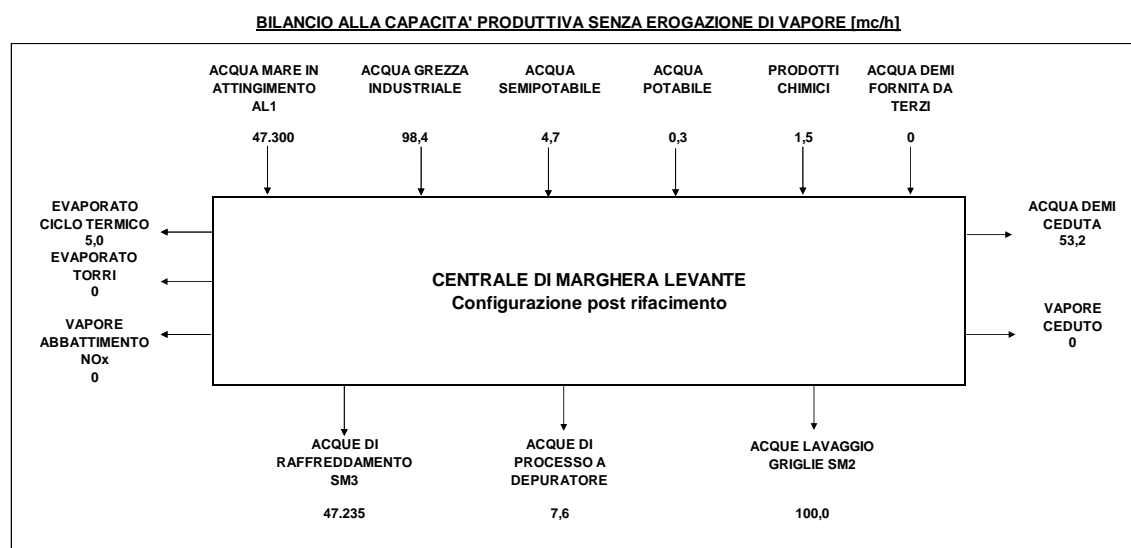 BILANCIO ALLA CAPACITA' PRODUTTIVA SENZA EROGAZIONE DI VAPORE [mc/h]
ACQUA MARE IN
ATTINGIMENTO
AL1
47.300
ACQUA GREZZA
INDUSTRIALE
98,4
ACQUA
SEMIPOTABILE
4,7
ACQUA
POTABILE
0,3
PRODOTTI
CHIMICI
1,5
ACQUA DEMI
FORNITA DA
TERZI
0
EVAPORATO
CICLO TERMICO
5,0
EVAPORATO
TORRI
0
VAPORE
ABBATTIMENTO
NOx
0
CENTRALE DI MARGHERA LEVANTE
Configurazione post rifacimento
ACQUA DEMI
CEDUTA
53,2
VAPORE
CEDUTO
0
ACQUE DI
RAFFREDDAMENTO
SM3
47.235
ACQUE DI
PROCESSO A
DEPURATORE
7,6
ACQUE LAVAGGIO
GRIGLIE SM2
100,0